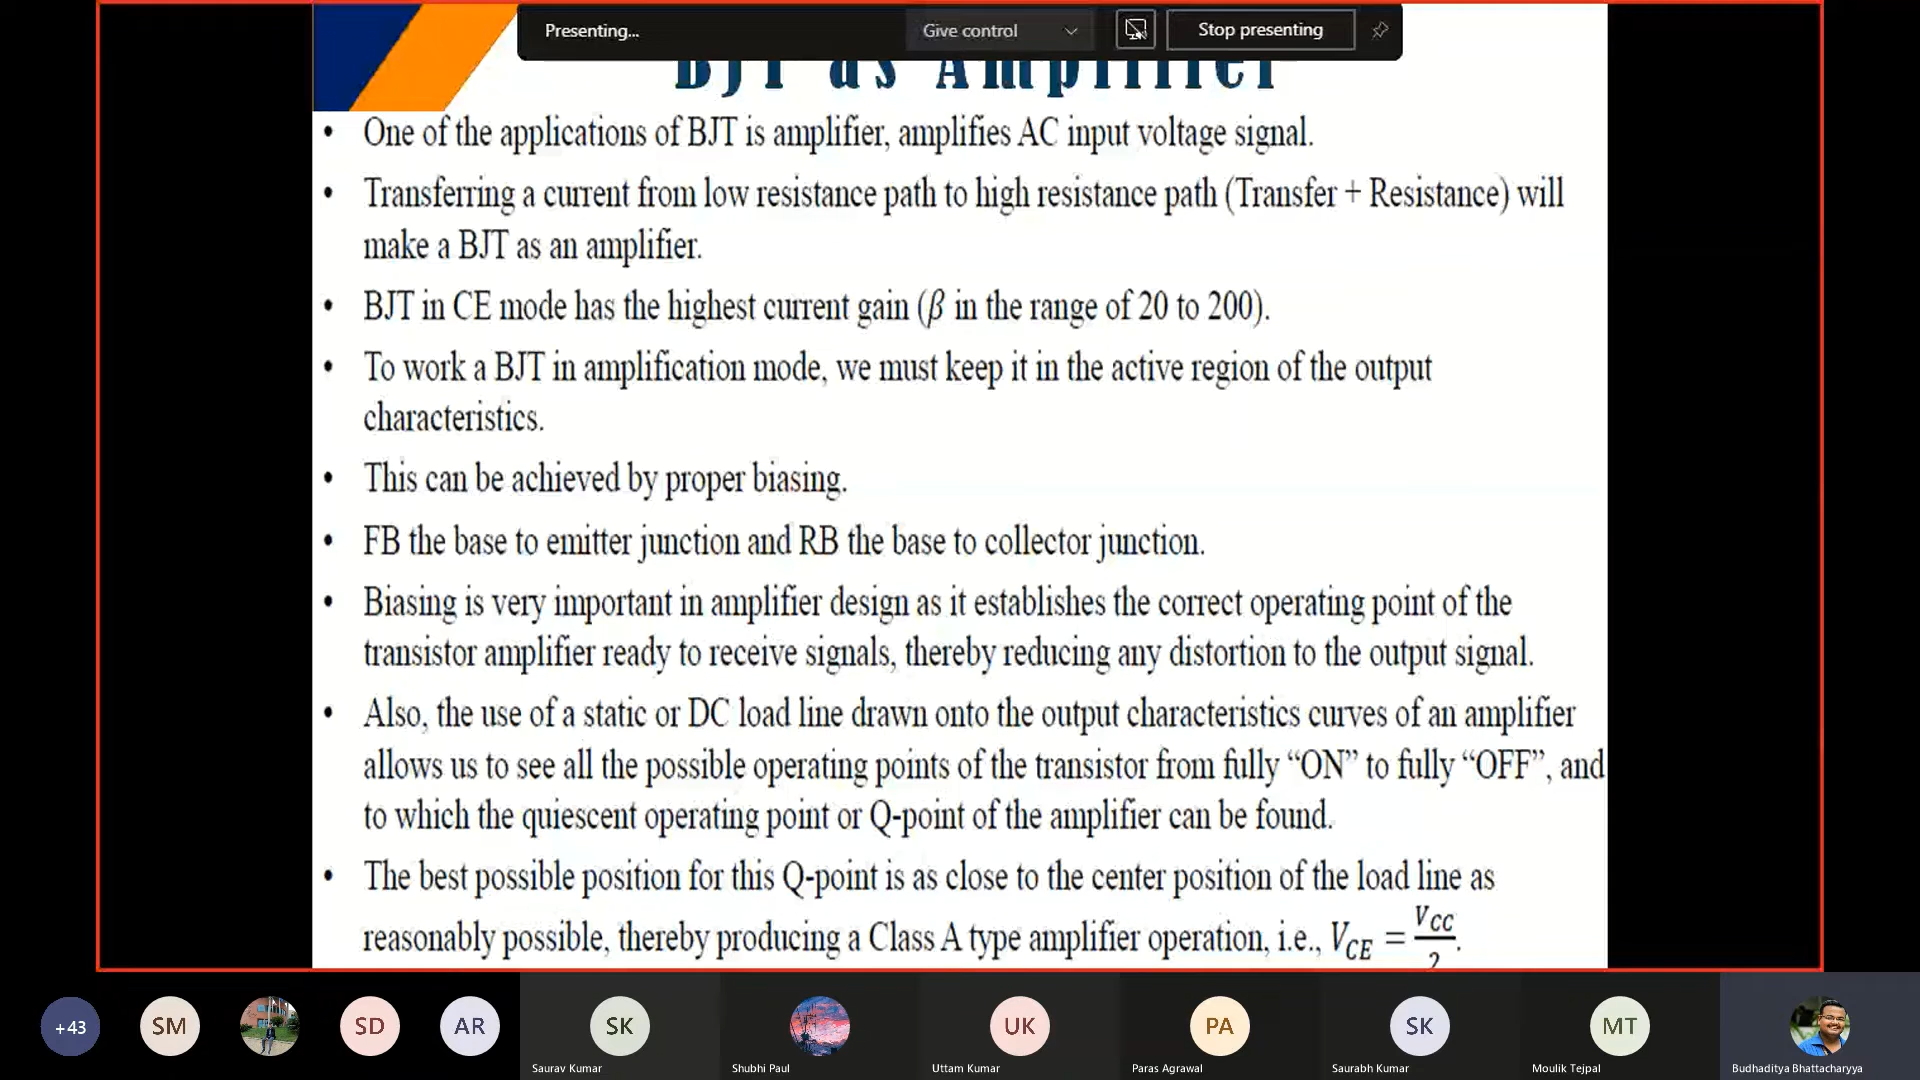 Presenting...
Give control
Stop presenting
BJT as Amplifier
• One of the applications of BJT is amplifier, amplifies AC input voltage signal.
• Transferring a current from low resistance path to high resistance path (Transfer + Resistance) will
make a BJT as an amplifier.
• BJT in CE mode has the highest current gain (β in the range of 20 to 200).
• To work a BJT in amplification mode, we must keep it in the active region of the output
characteristics.
• This can be achieved by proper biasing.
• FB the base to emitter junction and RB the base to collector junction.
• Biasing is very important in amplifier design as it establishes the correct operating point of the
transistor amplifier ready to receive signals, thereby reducing any distortion to the output signal.
• Also, the use of a static or DC load line drawn onto the output characteristics curves of an amplifier
allows us to see all the possible operating points of the transistor from fully “ON” to fully “OFF”, and
to which the quiescent operating point or Q-point of the amplifier can be found.
• The best possible position for this Q-point is as close to the center position of the load line as
reasonably possible, thereby producing a Class A type amplifier operation, i.e., V_CE = V_CC/2.
+43
SM
SD
AR
SK
UK
PA
SK
MT
Saurav Kumar
Shubhi Paul
Uttam Kumar
Paras Agrawal
Saurabh Kumar
Moulik Tejpal
Budhaditya Bhattacharyya